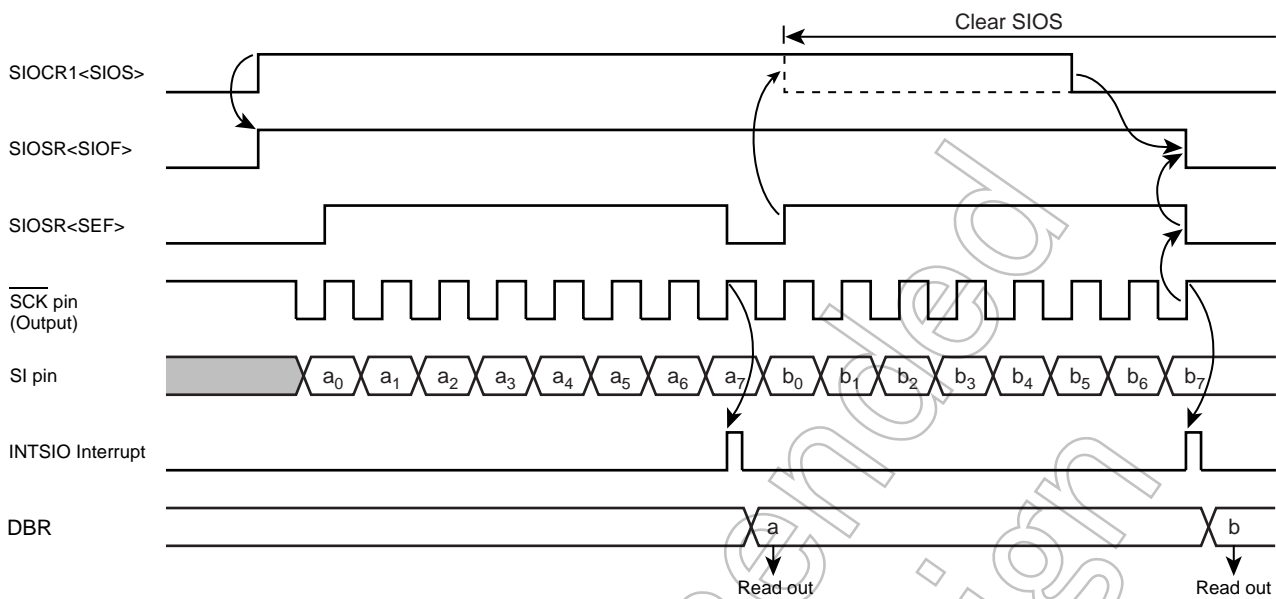 Clear SIOS
SIOCR1<SIOS>
SIOSR<SIOF>
SIOSR<SEF>
SCK pin
(Output)
SI pin
a0 a1 a2 a3 a4 a5 a6 a7 b0 b1 b2 b3 b4 b5 b6 b7
INTSIO Interrupt
DBR
a b
Read out Read out